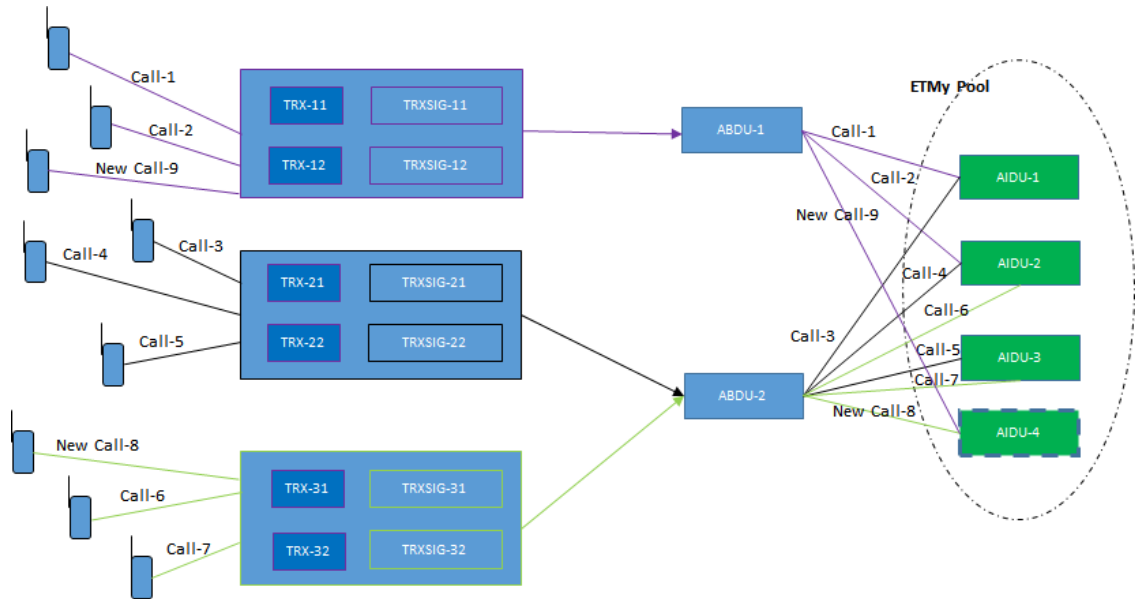 ETMy Pool
Call-1
TRX-11
TRXSIG-11
Call-2
TRX-12
TRXSIG-12
New Call-9
ABDU-1
Call-1
Call-2
New Call-9
AIDU-1
Call-3
Call-4
TRX-21
TRXSIG-21
Call-5
TRX-22
TRXSIG-22
AIDU-2
Call-4
Call-6
Call-3
Call-5
AIDU-3
Call-7
ABDU-2
New Call-8
AIDU-4
New Call-8
Call-6
TRX-31
TRXSIG-31
Call-7
TRX-32
TRXSIG-32